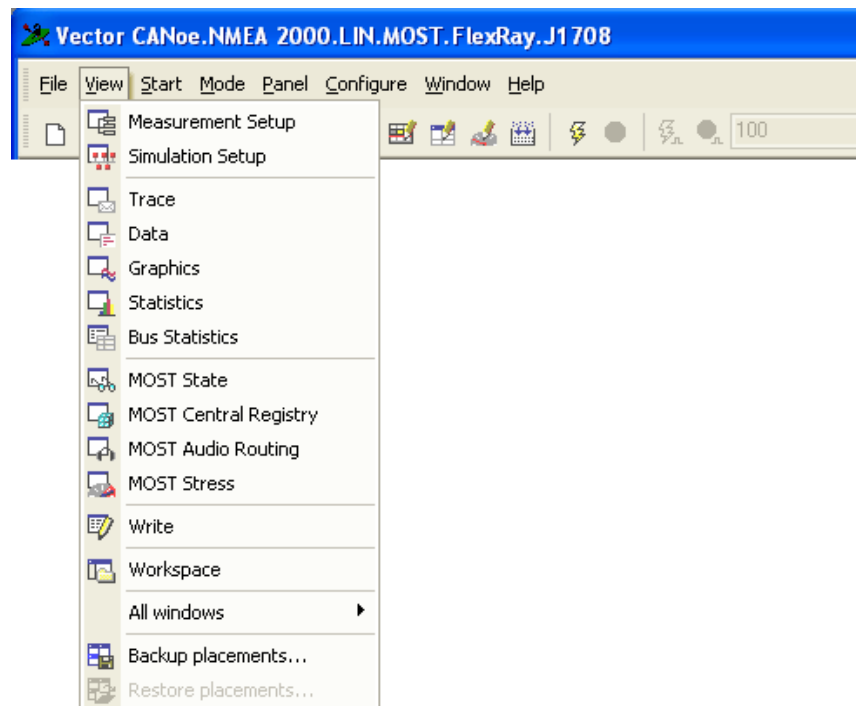 Vector CANoe.NMEA 2000.LIN.MOST.FlexRay.J1708
File View Start Mode Panel Configure Window Help
100
Measurement Setup
Simulation Setup
Trace
Data
Graphics
Statistics
Bus Statistics
MOST State
MOST Central Registry
MOST Audio Routing
MOST Stress
Write
Workspace
All windows
Backup placements...
Restore placements...